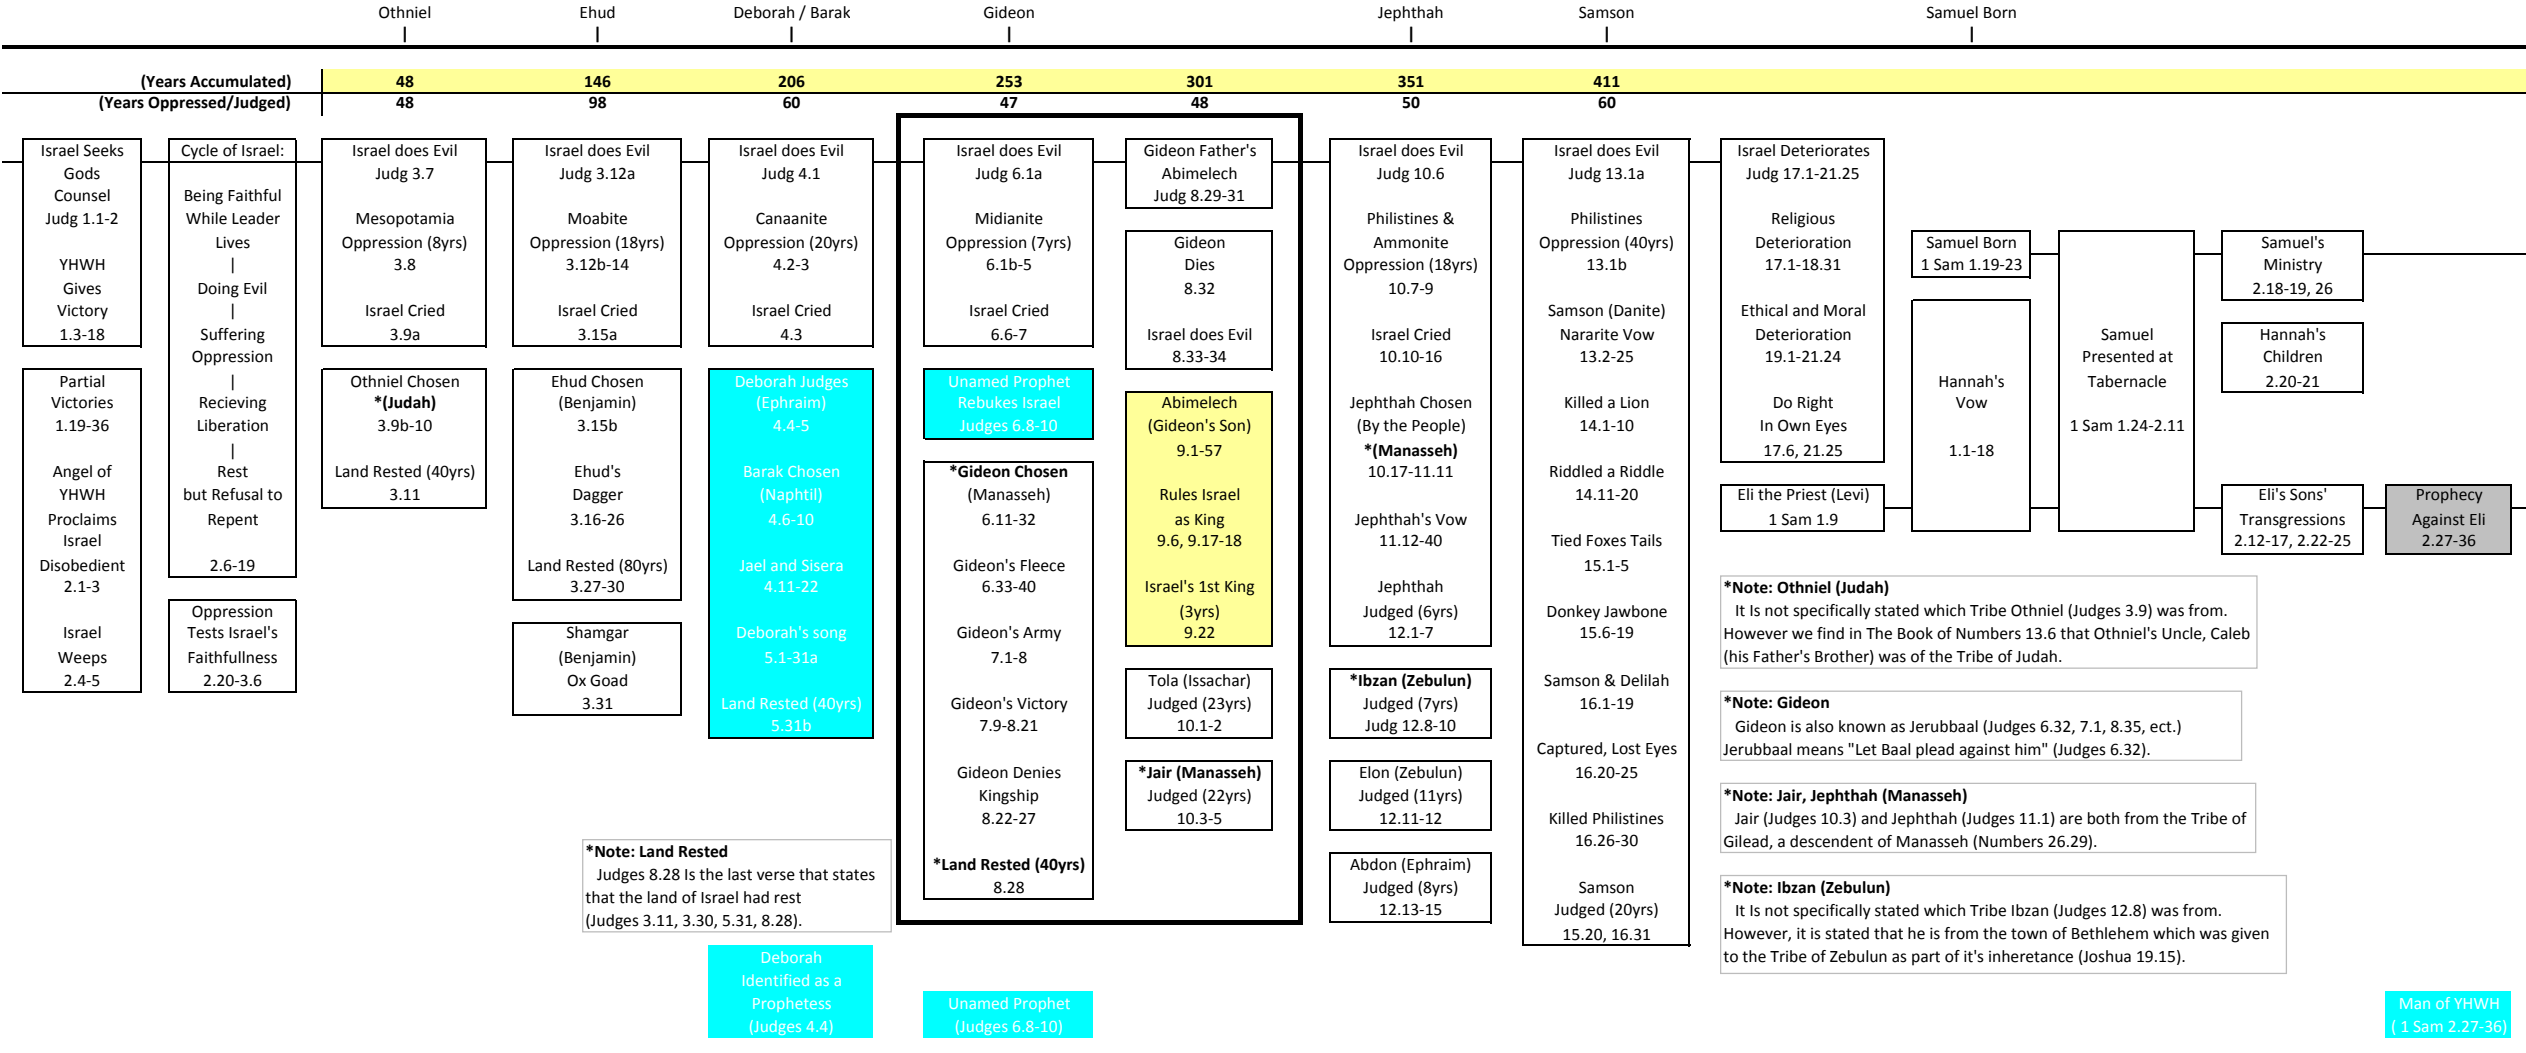 Othniel
Ehud
Deborah / Barak
Gideon
Jephthah
Samson
Samuel Born
(Years Accumulated)
48
146
206
253
301
351
411
(Years Oppressed/Judged)
48
98
60
47
48
50
60
Israel Seeks
Gods
Counsel
Judg 1.1-2
YHWH
Gives
Victory
1.3-18
Partial
Victories
1.19-36
Angel of
YHWH
Proclaims
Israel
Disobedient
2.1-3
Israel
Weeps
2.4-5
Cycle of Israel:
Being Faithful
While Leader
Lives
|
Doing Evil
|
Suffering
Oppression
|
Recieving
Liberation
|
Rest
but Refusal to
Repent
2.6-19
Oppression
Tests Israel's
Faithfullness
2.20-3.6
Israel does Evil
Judg 3.7
Mesopotamia
Oppression (8yrs)
3.8
Israel Cried
3.9a
Othniel Chosen
*(Judah)
3.9b-10
Land Rested (40yrs)
3.11
Israel does Evil
Judg 3.12a
Moabite
Oppression (18yrs)
3.12b-14
Israel Cried
3.15a
Ehud Chosen
(Benjamin)
3.15b
Ehud's
Dagger
3.16-26
Land Rested (80yrs)
3.27-30
Shamgar
(Benjamin)
Ox Goad
3.31
Israel does Evil
Judg 4.1
Canaanite
Oppression (20yrs)
4.2-3
Israel Cried
4.3
Deborah Judges
(Ephraim)
4.4-5
Barak Chosen
(Naphtil)
4.6-10
Jael and Sisera
4.11-22
Deborah's song
5.1-31a
Land Rested (40yrs)
5.31b
*Note: Land Rested
Judges 8.28 Is the last verse that states
that the land of Israel had rest
(Judges 3.11, 3.30, 5.31, 8.28).
Deborah
Identified as a
Prophetess
(Judges 4.4)
Israel does Evil
Judg 6.1a
Midianite
Oppression (7yrs)
6.1b-5
Israel Cried
6.6-7
Unamed Prophet
Rebukes Israel
Judges 6.8-10
*Gideon Chosen
(Manasseh)
6.11-32
Gideon's Fleece
6.33-40
Gideon's Army
7.1-8
Gideon's Victory
7.9-8.21
Gideon Denies
Kingship
8.22-27
*Land Rested (40yrs)
8.28
Unamed Prophet
(Judges 6.8-10)
Gideon Father's
Abimelech
Judg 8.29-31
Gideon
Dies
8.32
Israel does Evil
8.33-34
Abimelech
(Gideon's Son)
9.1-57
Rules Israel
as King
9.6, 9.17-18
Israel's 1st King
(3yrs)
9.22
Tola (Issachar)
Judged (23yrs)
10.1-2
*Jair (Manasseh)
Judged (22yrs)
10.3-5
Israel does Evil
Judg 10.6
Philistines &
Ammonite
Oppression (18yrs)
10.7-9
Israel Cried
10.10-16
Jephthah Chosen
(By the People)
*(Manasseh)
10.17-11.11
Jephthah's Vow
11.12-40
Jephthah
Judged (6yrs)
12.1-7
*Ibzan (Zebulun)
Judged (7yrs)
Judg 12.8-10
Elon (Zebulun)
Judged (11yrs)
12.11-12
Abdon (Ephraim)
Judged (8yrs)
12.13-15
Israel does Evil
Judg 13.1a
Philistines
Oppression (40yrs)
13.1b
Samson (Danite)
Nararite Vow
13.2-25
Killed a Lion
14.1-10
Riddled a Riddle
14.11-20
Tied Foxes Tails
15.1-5
Donkey Jawbone
15.6-19
Samson & Delilah
16.1-19
Captured, Lost Eyes
16.20-25
Killed Philistines
16.26-30
Samson
Judged (20yrs)
15.20, 16.31
Israel Deteriorates
Judg 17.1-21.25
Religious
Deterioration
17.1-18.31
Ethical and Moral
Deterioration
19.1-21.24
Do Right
In Own Eyes
17.6, 21.25
Eli the Priest (Levi)
1 Sam 1.9
Samuel Born
1 Sam 1.19-23
Hannah's
Vow
1.1-18
Samuel
Presented at
Tabernacle
1 Sam 1.24-2.11
Samuel's
Ministry
2.18-19, 26
Hannah's
Children
2.20-21
Eli's Sons'
Transgressions
2.12-17, 2.22-25
Prophecy
Against Eli
2.27-36
*Note: Othniel (Judah)
It Is not specifically stated which Tribe Othniel (Judges 3.9) was from.
However we find in The Book of Numbers 13.6 that Othniel's Uncle, Caleb
(his Father's Brother) was of the Tribe of Judah.
*Note: Gideon
Gideon is also known as Jerubbaal (Judges 6.32, 7.1, 8.35, ect.)
Jerubbaal means "Let Baal plead against him" (Judges 6.32).
*Note: Jair, Jephthah (Manasseh)
Jair (Judges 10.3) and Jephthah (Judges 11.1) are both from the Tribe of
Gilead, a descendent of Manasseh (Numbers 26.29).
*Note: Ibzan (Zebulun)
It Is not specifically stated which Tribe Ibzan (Judges 12.8) was from.
However, it is stated that he is from the town of Bethlehem which was given
to the Tribe of Zebulun as part of it's inheretance (Joshua 19.15).
Man of YHWH
( 1 Sam 2.27-36)